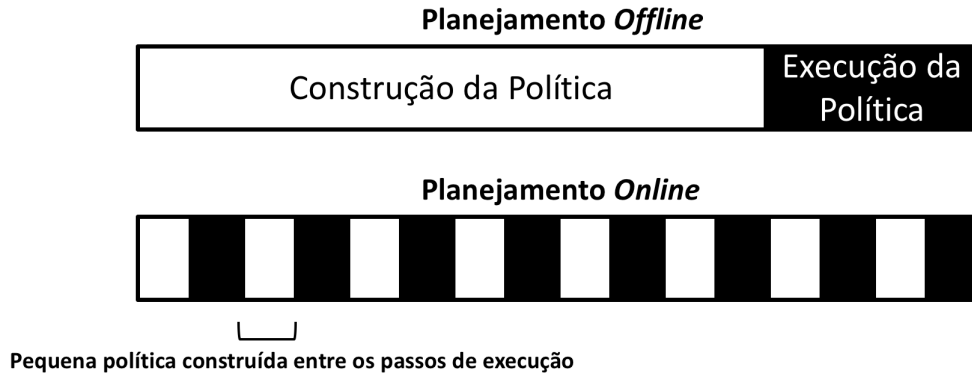 Planejamento Offline
Construção da Política
Execução da
Política
Planejamento Online
Pequena política construída entre os passos de execução